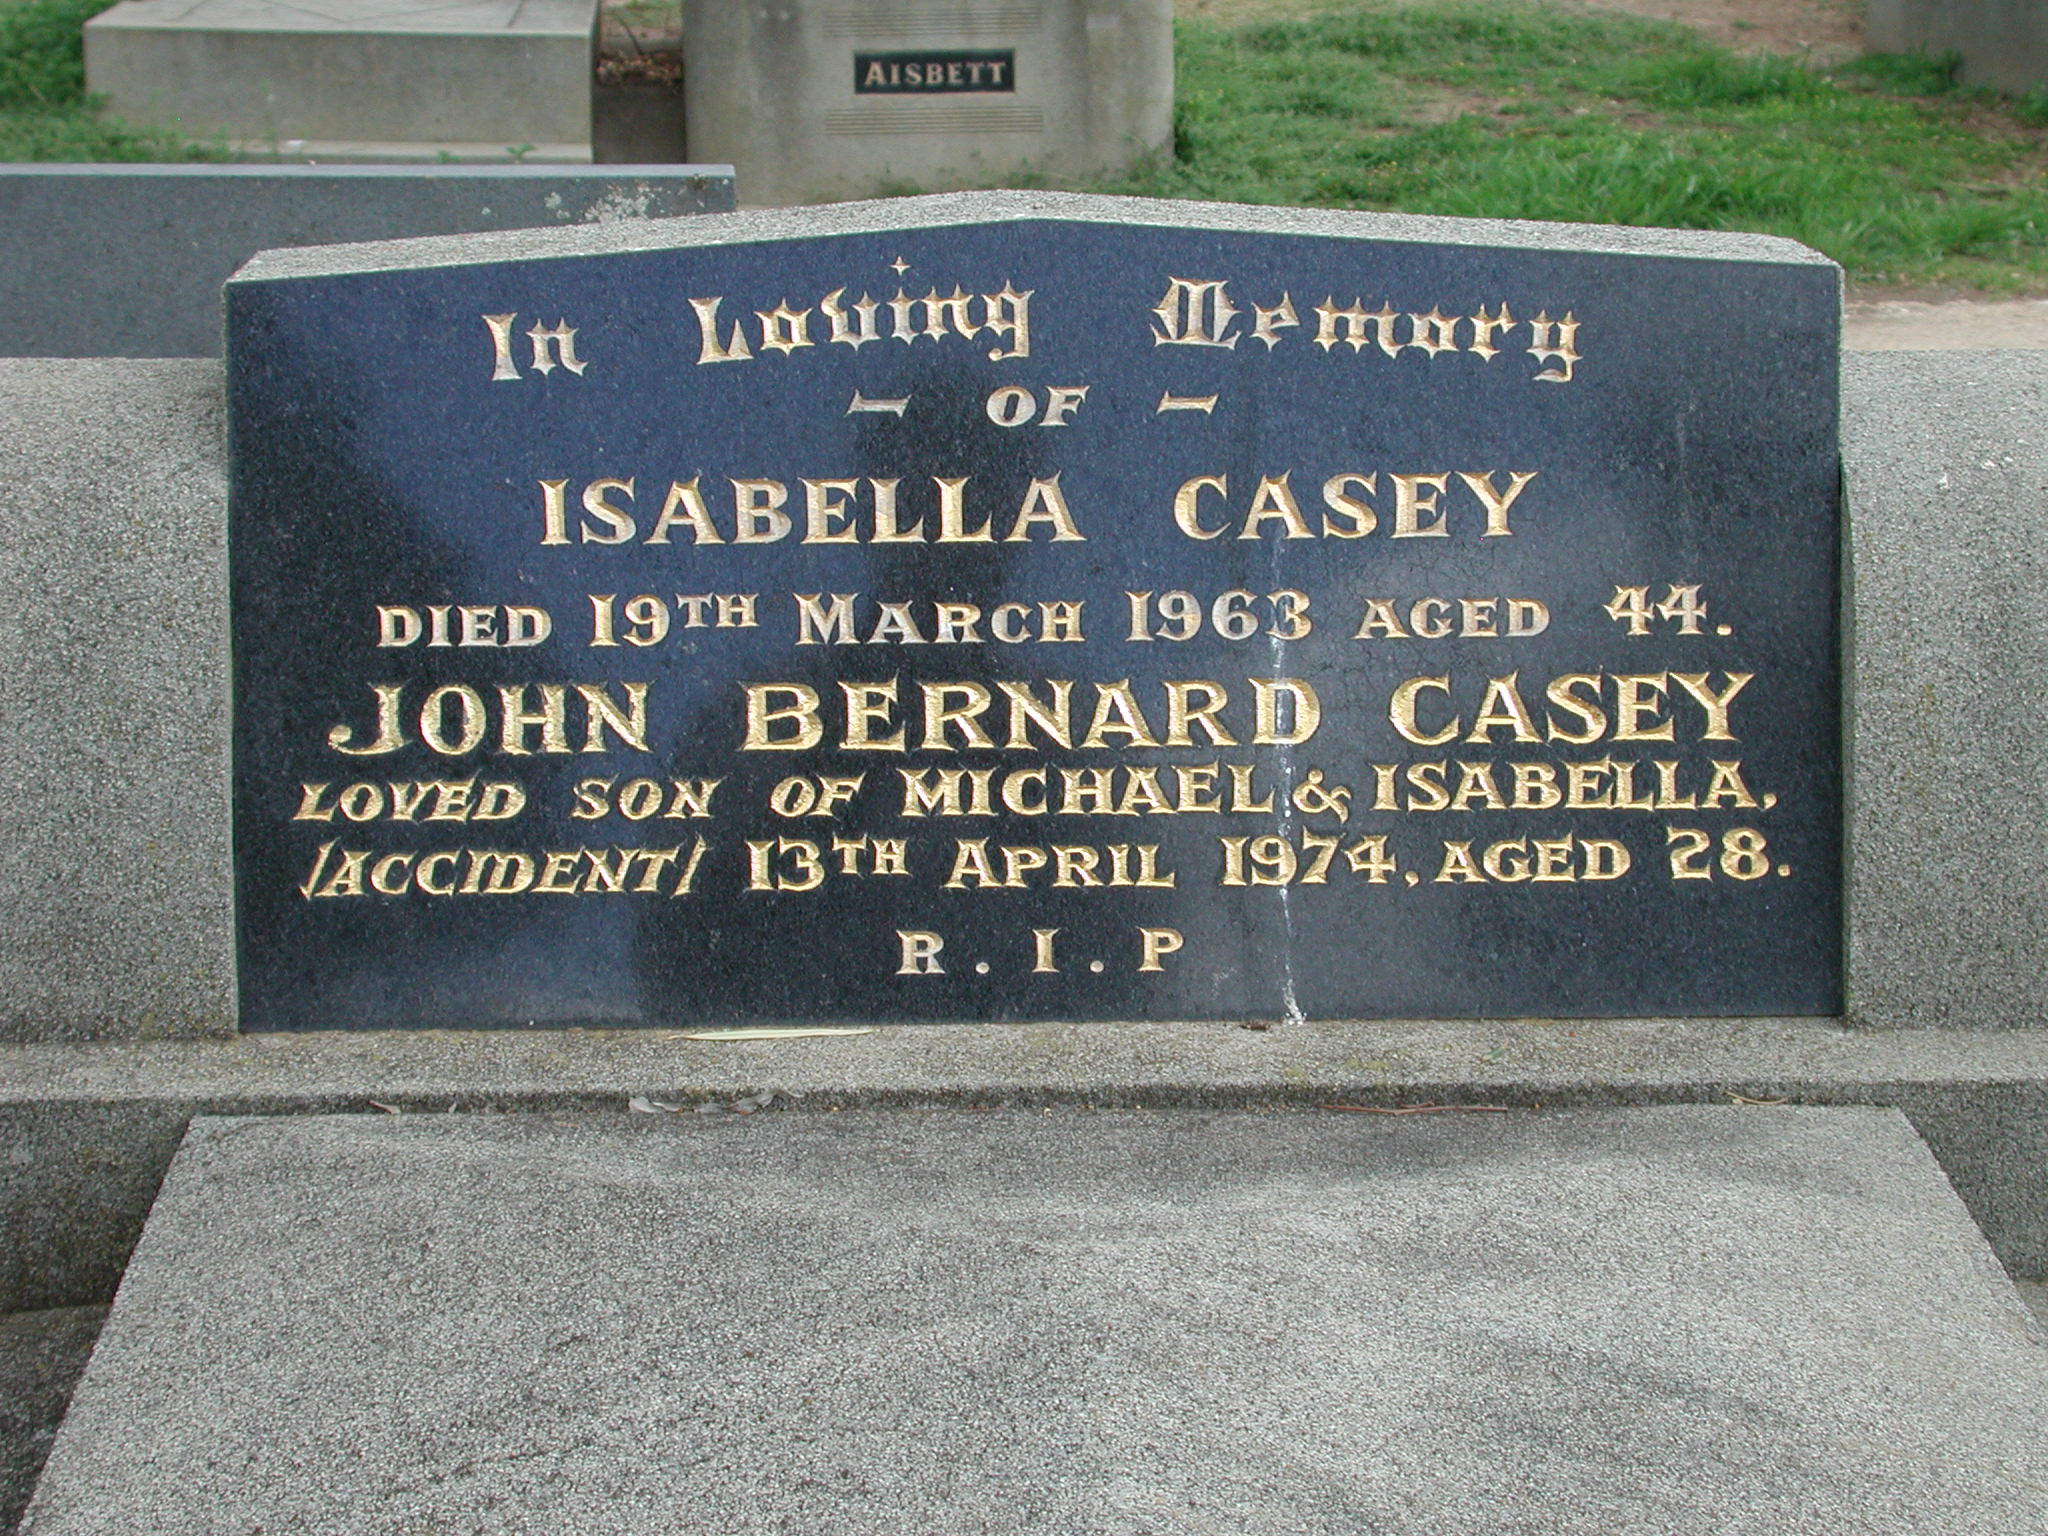 AISBETT
In Loving Memory
- OF -
ISABELLA CASEY
DIED 19TH MARCH 1963 AGED 44.
JOHN BERNARD CASEY
LOVED SON OF MICHAEL & ISABELLA,
/ACCIDENT/ 13TH APRIL 1974, AGED 28.
R. I. P